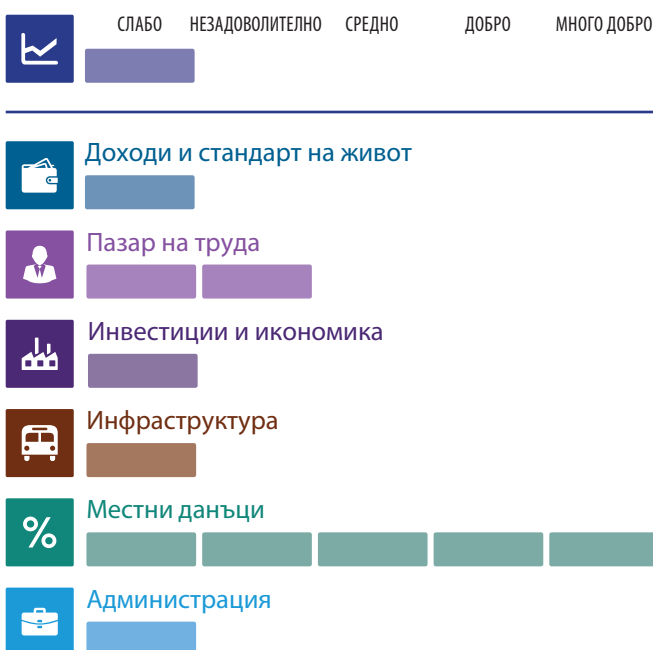 СЛАБО НЕЗАДОВОЛИТЕЛНО СРЕДНО ДОБРО МНОГО ДОБРО
Доходи и стандарт на живот
Пазар на труда
Инвестиции и икономика
Инфраструктура
Местни данъци
%
Администрация